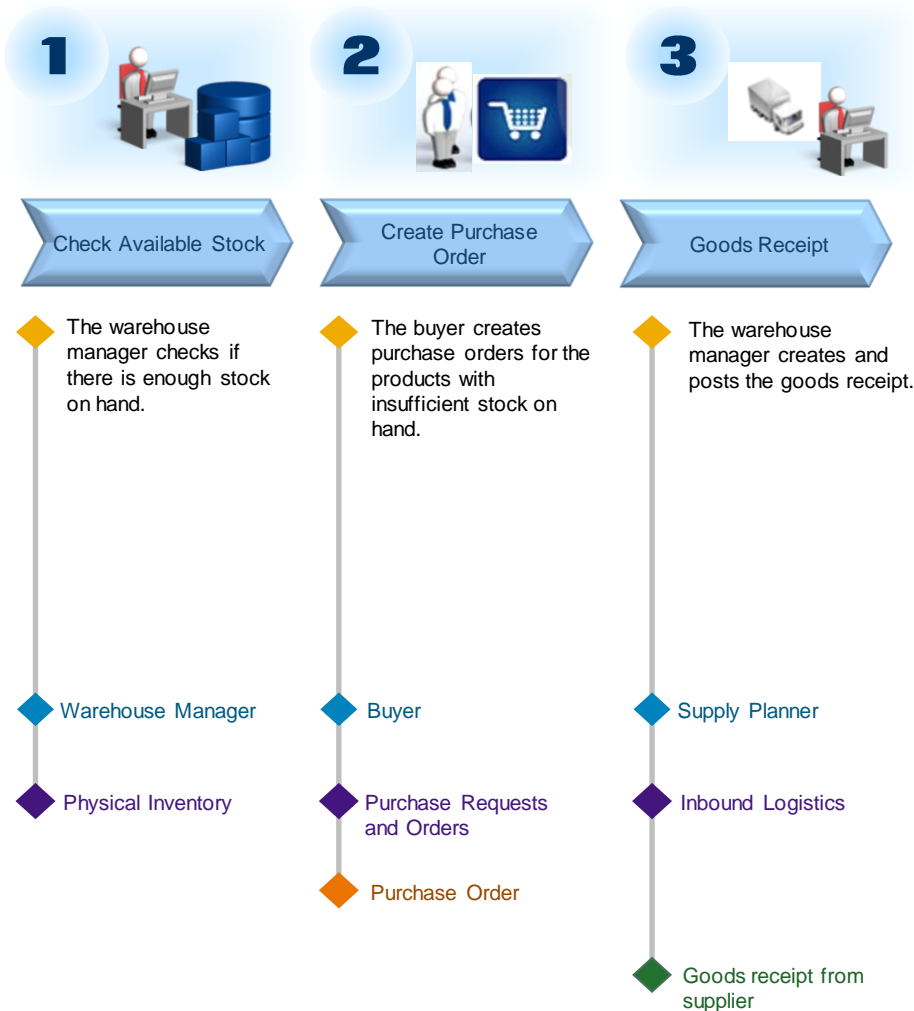 1
Check Available Stock
The warehouse
manager checks if
there is enough stock
on hand.
Warehouse Manager
Physical Inventory
2
Create Purchase
Order
The buyer creates
purchase orders for the
products with
insufficient stock on
hand.
Buyer
Purchase Requests
and Orders
Purchase Order
3
Goods Receipt
The warehouse
manager creates and
posts the goods receipt.
Supply Planner
Inbound Logistics
Goods receipt from
supplier